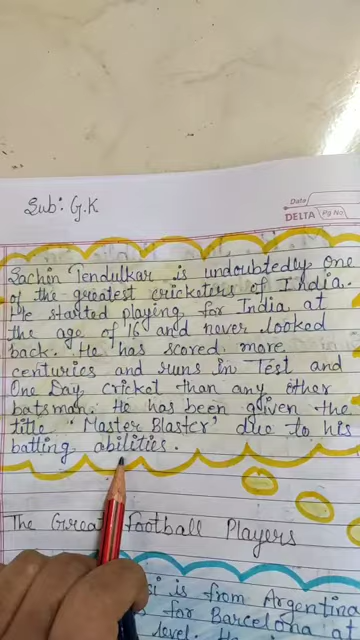 Sub: G.K
Date
DELTA Pg No
Sachin Tendulkar is undoubtedly one
of the greatest cricketers of India.
He started playing for India at
the age of 16 and never looked
back. He has scored more
centuries and runs in Test and
One Day cricket than any other
batsman. He has been given the
title 'Master Blaster' due to his
batting abilities.
The Great football Players
is from Argentina
for Barcelona at
level.